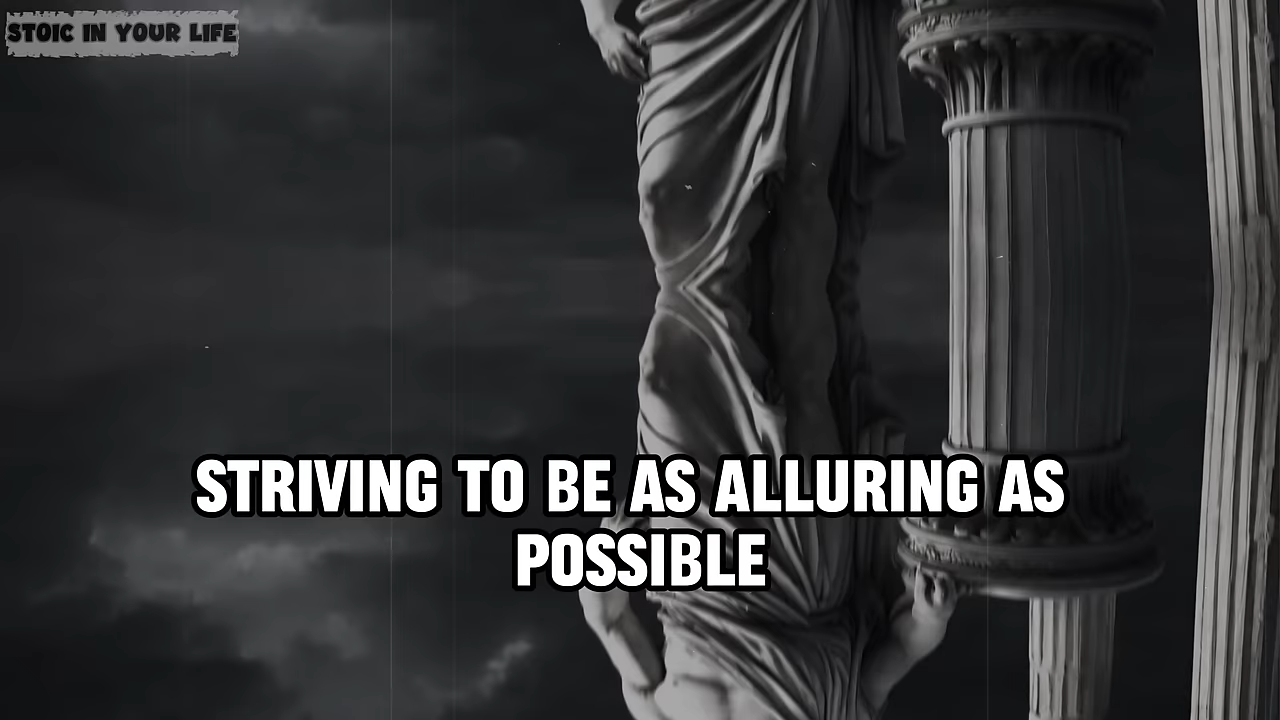 STOIC IN YOUR LIFE
STRIVING TO BE AS ALLURING AS
POSSIBLE